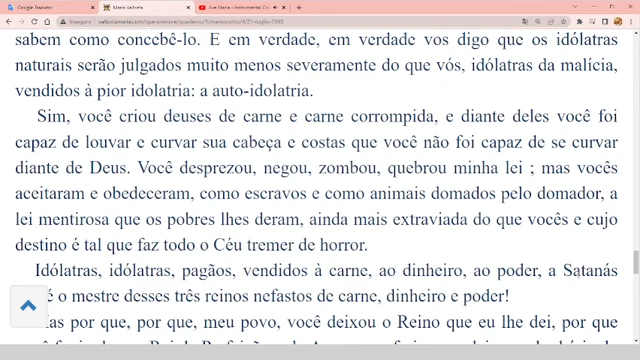 Google Tradutor
Maria Valtorta
Ave Maria - Instrumental Co
Inseguro | valtortamaria.com/operaminore/quaderno/1/manoscritto/4/21-luglio-1945
sabem como concebê-lo. E em verdade, em verdade vos digo que os idólatras
naturais serão julgados muito menos severamente do que vós, idólatras da malícia,
vendidos à pior idolatria: a auto-idolatria.
Sim, você criou deuses de carne e carne corrompida, e diante deles você foi
capaz de louvar e curvar sua cabeça e costas que você não foi capaz de se curvar
diante de Deus. Você desprezou, negou, zombou, quebrou minha lei ; mas vocês
aceitaram e obedeceram, como escravos e como animais domados pelo domador, a
lei mentirosa que os pobres lhes deram, ainda mais extraviada do que vocês e cujo
destino é tal que faz todo o Céu tremer de horror.
Idólatras, idólatras, pagãos, vendidos à carne, ao dinheiro, ao poder, a Satanás
é o mestre desses três reinos nefastos de carne, dinheiro e poder!
as por que, por que, meu povo, você deixou o Reino que eu lhe dei, por que